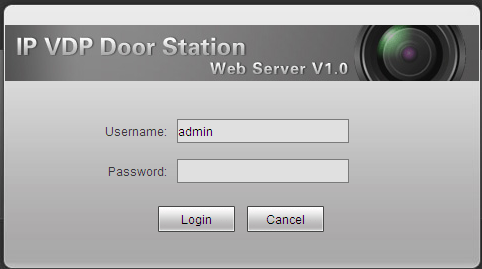 IP VDP Door Station
Web Server V1.0
Username: admin
Password:
Login Cancel